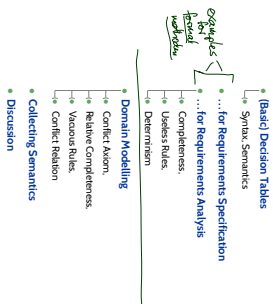 examples
for
formal
methods
(Basic) Decision Tables
Syntax, Semantics
...for Requirements Specification
...for Requirements Analysis
Completeness,
Useless Rules,
Determinism
Domain Modelling
Conflict Axiom,
Relative Completeness,
Vacuous Rules,
Conflict Relation
Collecting Semantics
Discussion